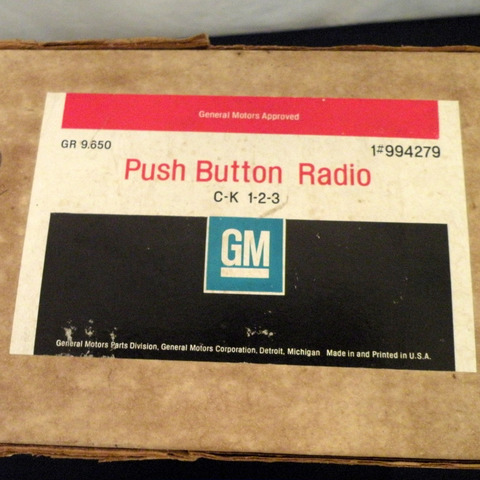 General Motors Approved
GR 9.650 1#994279
Push Button Radio
C-K 1-2-3
GM
General Motors Parts Division, General Motors Corporation, Detroit, Michigan Made in and Printed in U.S.A.